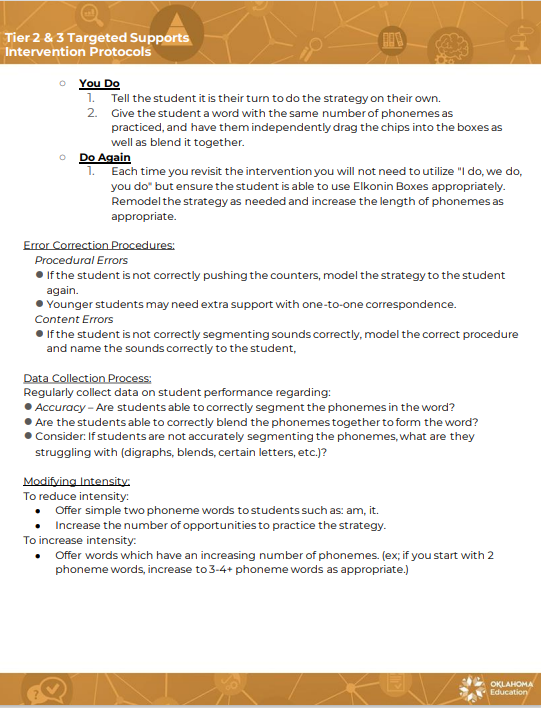 Tier 2 & 3 Targeted Supports
Intervention Protocols
○ You Do
1. Tell the student it is their turn to do the strategy on their own.
2. Give the student a word with the same number of phonemes as
practiced, and have them independently drag the chips into the boxes as
well as blend it together.
○ Do Again
1. Each time you revisit the intervention you will not need to utilize "I do, we do,
you do" but ensure the student is able to use Elkonin Boxes appropriately.
Remodel the strategy as needed and increase the length of phonemes as
appropriate.
Error Correction Procedures:
Procedural Errors
● If the student is not correctly pushing the counters, model the strategy to the student
again.
● Younger students may need extra support with one-to-one correspondence.
Content Errors
● If the student is not correctly segmenting sounds correctly, model the correct procedure
and name the sounds correctly to the student,
Data Collection Process:
Regularly collect data on student performance regarding:
● Accuracy – Are students able to correctly segment the phonemes in the word?
● Are the students able to correctly blend the phonemes together to form the word?
● Consider: If students are not accurately segmenting the phonemes, what are they
struggling with (digraphs, blends, certain letters, etc.)?
Modifying Intensity:
To reduce intensity:
● Offer simple two phoneme words to students such as: am, it.
● Increase the number of opportunities to practice the strategy.
To increase intensity:
● Offer words which have an increasing number of phonemes. (ex; if you start with 2
phoneme words, increase to 3-4+ phoneme words as appropriate.)
OKLAHOMA
Education